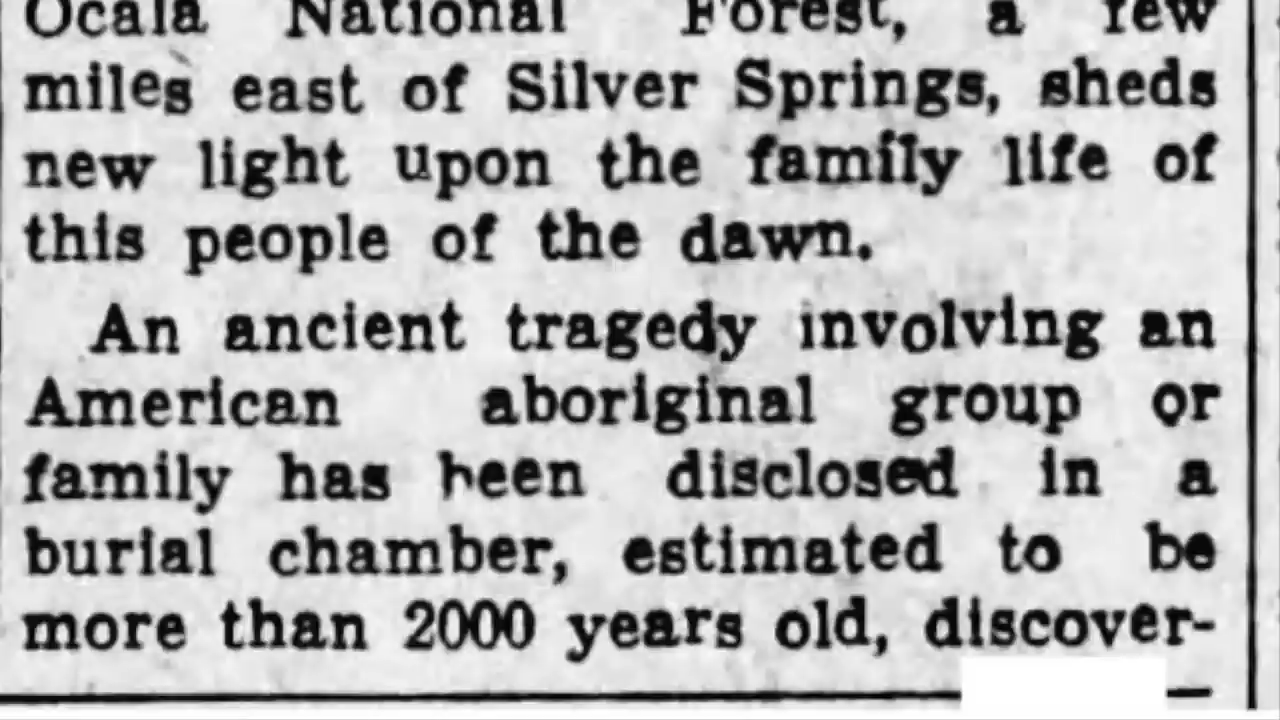 Ocala National Forest, a few
miles east of Silver Springs, sheds
new light upon the family life of
this people of the dawn.
An ancient tragedy involving an
American aboriginal group or
family has been disclosed in a
burial chamber, estimated to be
more than 2000 years old, discover-